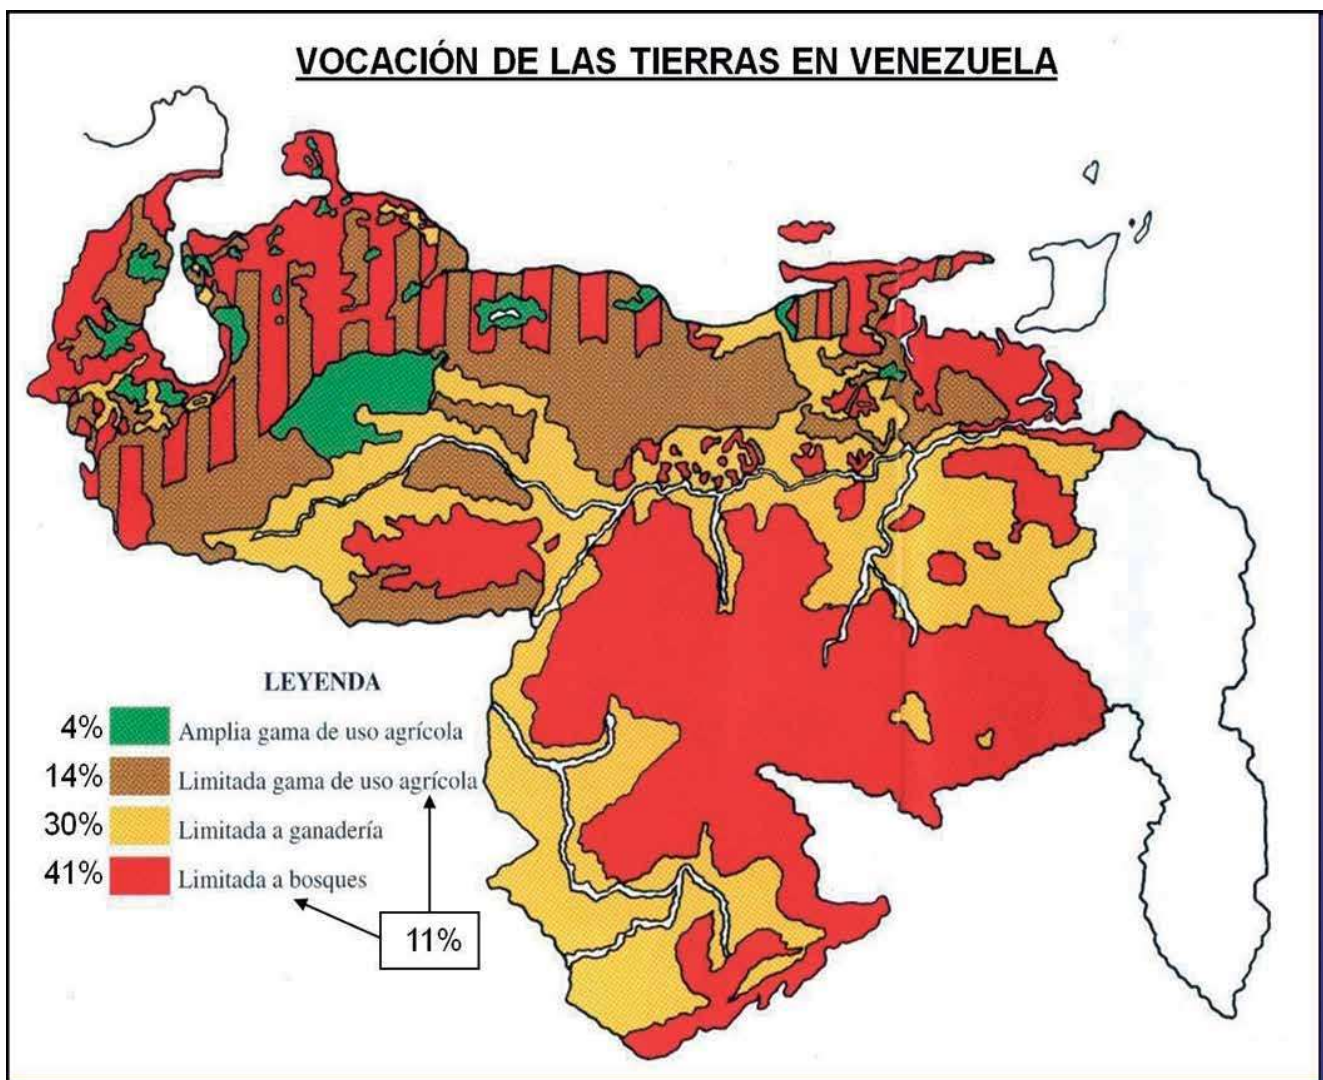 VOCACIÓN DE LAS TIERRAS EN VENEZUELA
LEYENDA
4% Amplia gama de uso agrícola
14% Limitada gama de uso agrícola
30% Limitada a ganadería
41% Limitada a bosques
11%